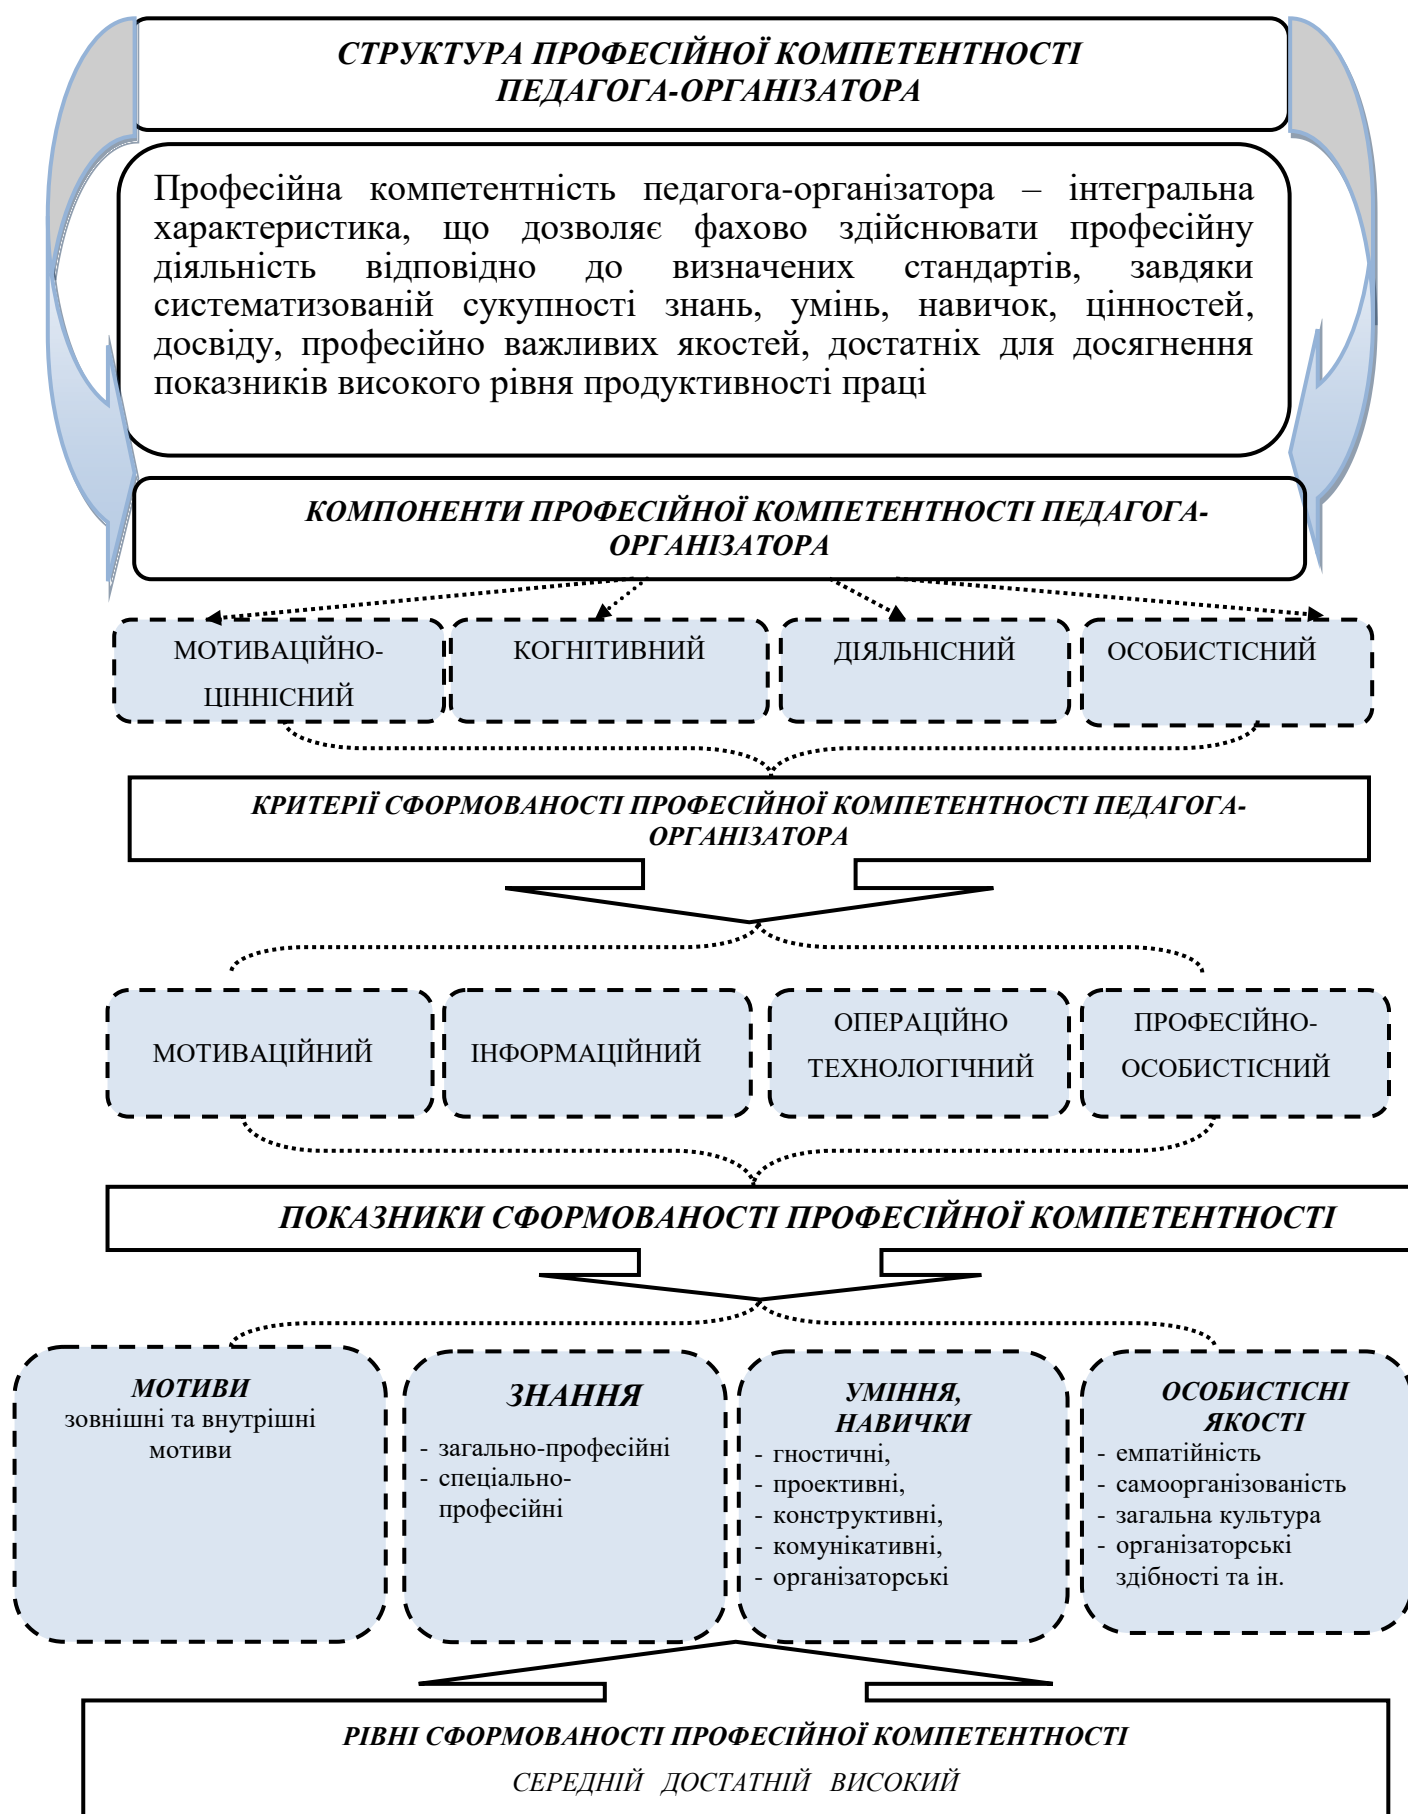 СТРУКТУРА ПРОФЕСІЙНОЇ КОМПЕТЕНТНОСТІ
ПЕДАГОГА-ОРГАНІЗАТОРА
Професійна компетентність педагога-організатора – інтегральна
характеристика, що дозволяє фахово здійснювати професійну
діяльність відповідно до визначених стандартів, завдяки
систематизованій сукупності знань, умінь, навичок, цінностей,
досвіду, професійно важливих якостей, достатніх для досягнення
показників високого рівня продуктивності праці
КОМПОНЕНТИ ПРОФЕСІЙНОЇ КОМПЕТЕНТНОСТІ ПЕДАГОГА-
ОРГАНІЗАТОРА
МОТИВАЦІЙНО-
ЦІННІСНИЙ
КОГНІТИВНИЙ
ДІЯЛЬНІСНИЙ
ОСОБИСТІСНИЙ
КРИТЕРІЇ СФОРМОВАНОСТІ ПРОФЕСІЙНОЇ КОМПЕТЕНТНОСТІ ПЕДАГОГА-
ОРГАНІЗАТОРА
МОТИВАЦІЙНИЙ
ІНФОРМАЦІЙНИЙ
ОПЕРАЦІЙНО
ТЕХНОЛОГІЧНИЙ
ПРОФЕСІЙНО-
ОСОБИСТІСНИЙ
ПОКАЗНИКИ СФОРМОВАНОСТІ ПРОФЕСІЙНОЇ КОМПЕТЕНТНОСТІ
МОТИВИ
зовнішні та внутрішні
мотиви
ЗНАННЯ
- загально-професійні
- спеціально-
професійні
УМІННЯ,
НАВИЧКИ
- гностичні,
- проективні,
- конструктивні,
- комунікативні,
- організаторські
ОСОБИСТІСНІ
ЯКОСТІ
- емпатійність
- самоорганізованість
- загальна культура
- організаторські
здібності та ін.
РІВНІ СФОРМОВАНОСТІ ПРОФЕСІЙНОЇ КОМПЕТЕНТНОСТІ
СЕРЕДНІЙ ДОСТАТНІЙ ВИСОКИЙ